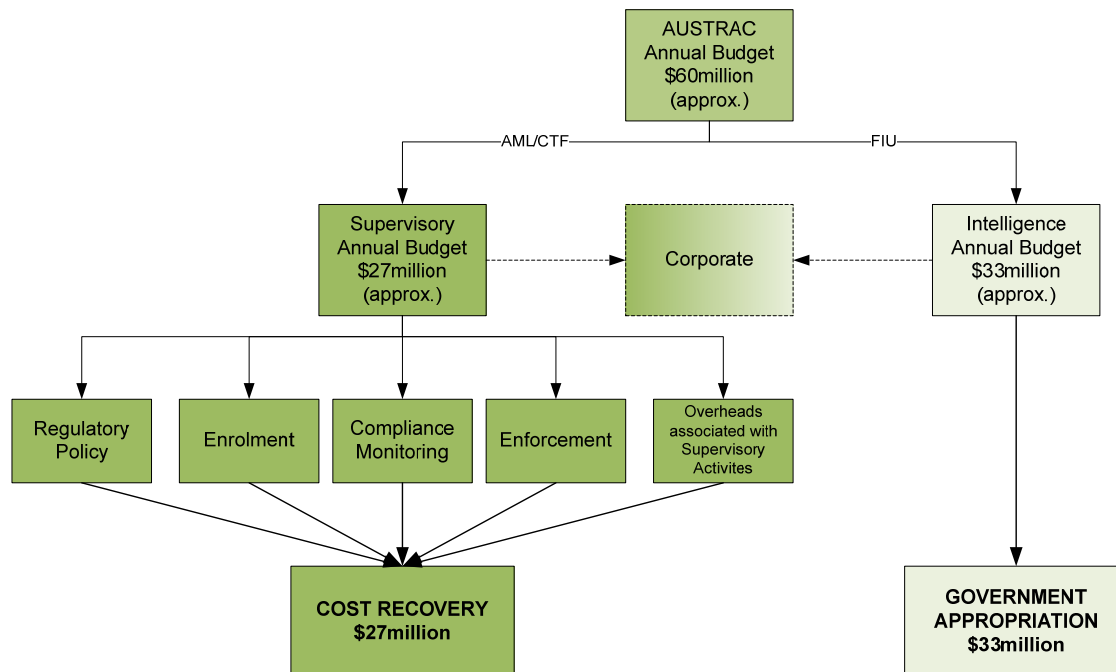 AUSTRAC
Annual Budget
$60million
(approx.)
AML/CTF
FIU
Supervisory
Annual Budget
$27million
(approx.)
Corporate
Intelligence
Annual Budget
$33million
(approx.)
Regulatory
Policy
Enrolment
Compliance
Monitoring
Enforcement
Overheads
associated with
Supervisory
Activites
COST RECOVERY
$27million
GOVERNMENT
APPROPRIATION
$33million